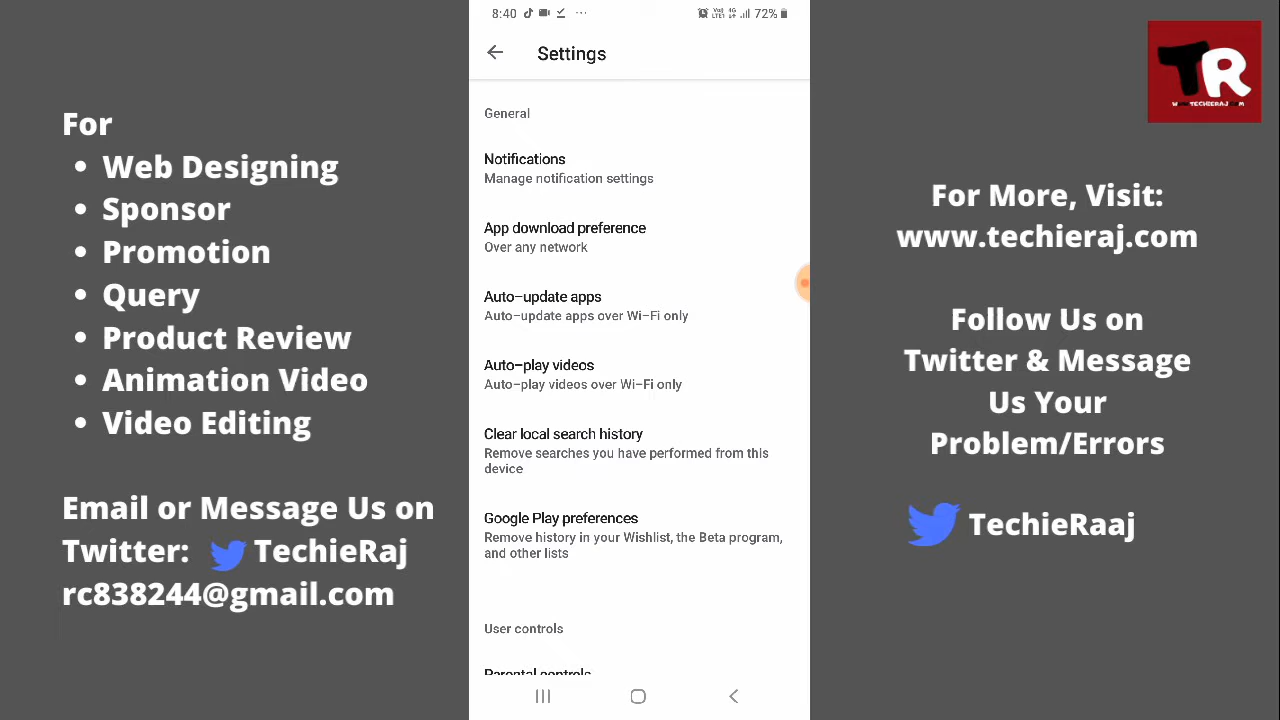 For
• Web Designing
• Sponsor
• Promotion
• Query
• Product Review
• Animation Video
• Video Editing
Email or Message Us on
Twitter: TechieRaj
rc838244@gmail.com
8:40 ... 72%
Settings
General
Notifications
Manage notification settings
App download preference
Over any network
Auto-update apps
Auto-update apps over Wi-Fi only
Auto-play videos
Auto-play videos over Wi-Fi only
Clear local search history
Remove searches you have performed from this
device
Google Play preferences
Remove history in your Wishlist, the Beta program,
and other lists
User controls
Parental controls
TR
WWW.TECHIERAJ.COM
For More, Visit:
www.techieraj.com
Follow Us on
Twitter & Message
Us Your
Problem/Errors
TechieRaaj